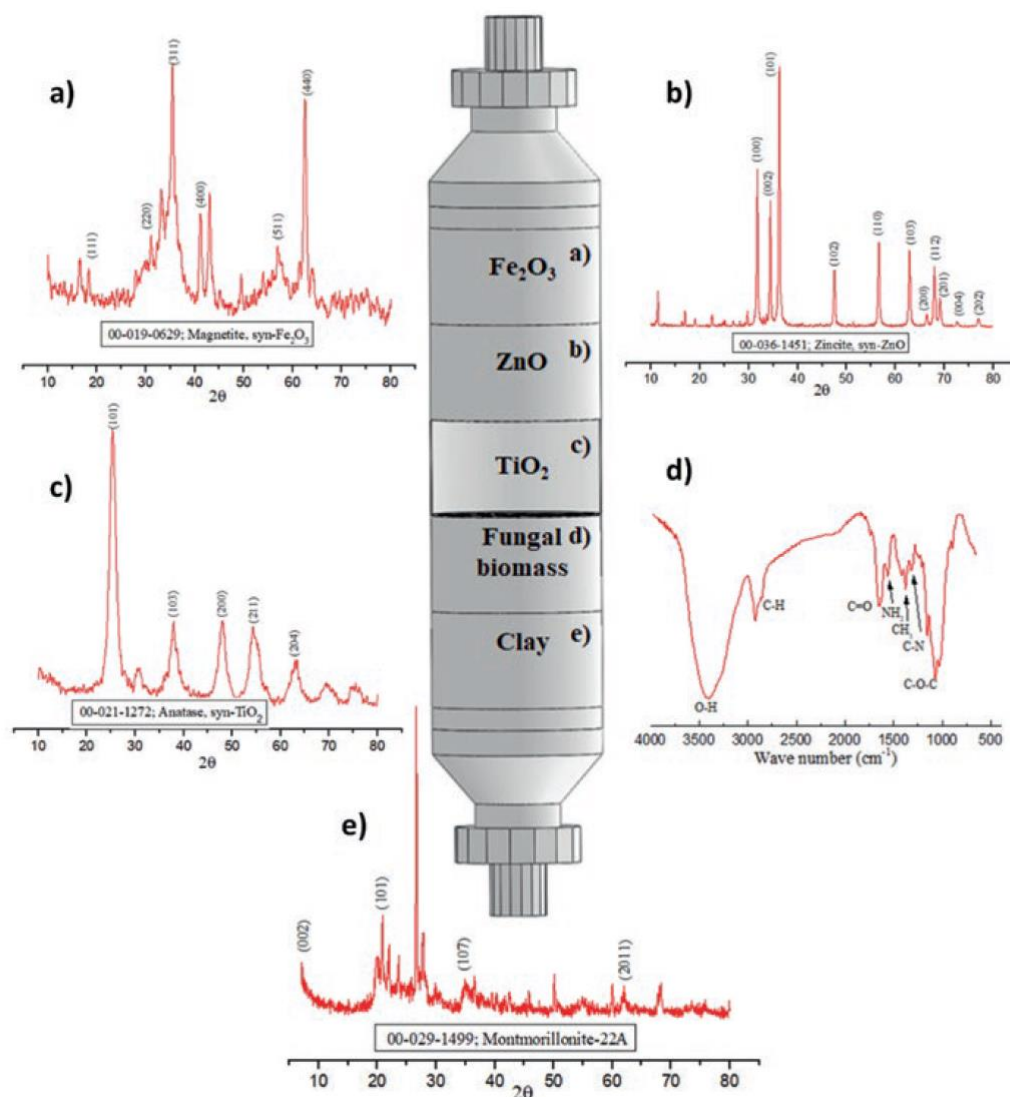 a)
(111)
(220)
(311)
(400)
(511)
(440)
00-019-0629; Magnetite, syn-Fe₂O₃
10 20 30 40 50 60 70 80
2θ
b)
(100)
(002)
(101)
(102)
(110)
(103)
(200)
(112)
(201)
(004)
(202)
00-036-1451; Zincite, syn-ZnO
10 20 30 40 50 60 70 80
2θ
Fe₂O₃ a)
ZnO b)
TiO₂ c)
Fungal d)
biomass
Clay e)
c)
(101)
(103)
(200)
(211)
(204)
00-021-1272; Anatase, syn-TiO₂
10 20 30 40 50 60 70 80
2θ
d)
O-H
C-H
C=O
NH
CH
C-N
C-O-C
4000 3500 3000 2500 2000 1500 1000 500
Wave number (cm⁻¹)
e)
(002)
(101)
(107)
(2011)
00-029-1499; Montmorillonite-22A
10 20 30 40 50 60 70 80
2θ